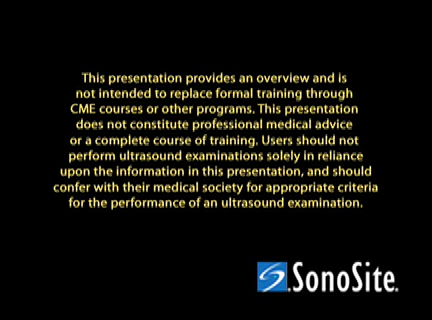 This presentation provides an overview and is
not intended to replace formal training through
CME courses or other programs. This presentation
does not constitute professional medical advice
or a complete course of training. Users should not
perform ultrasound examinations solely in reliance
upon the information in this presentation, and should
confer with their medical society for appropriate criteria
for the performance of an ultrasound examination.
SonoSite.